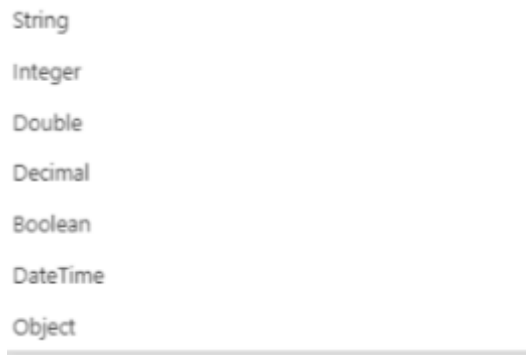 String
Integer
Double
Decimal
Boolean
DateTime
Object